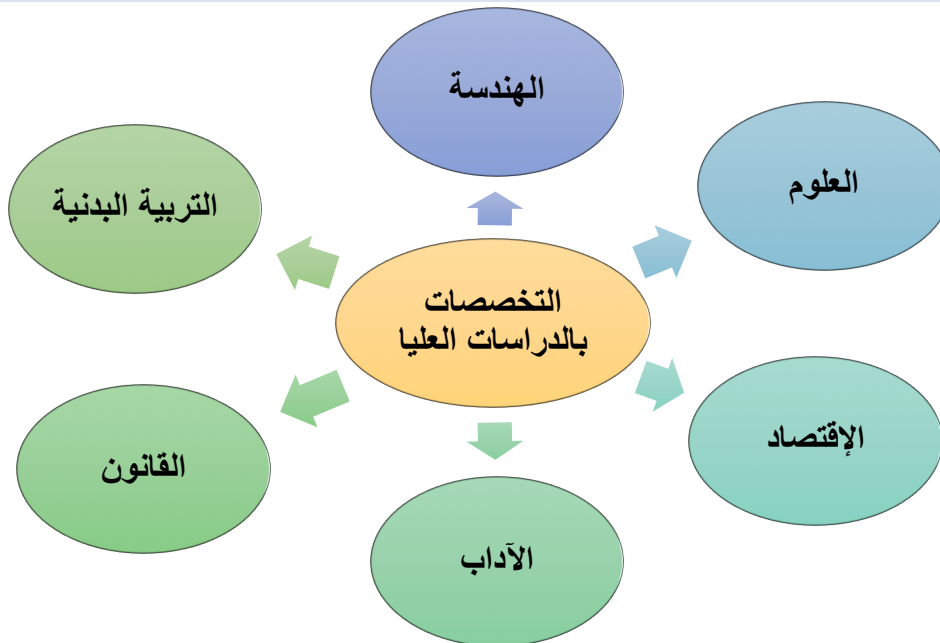 الهندسة
العلوم
التربية البدنية
التخصصات
بالدراسات العليا
الإقتصاد
القانون
الآداب